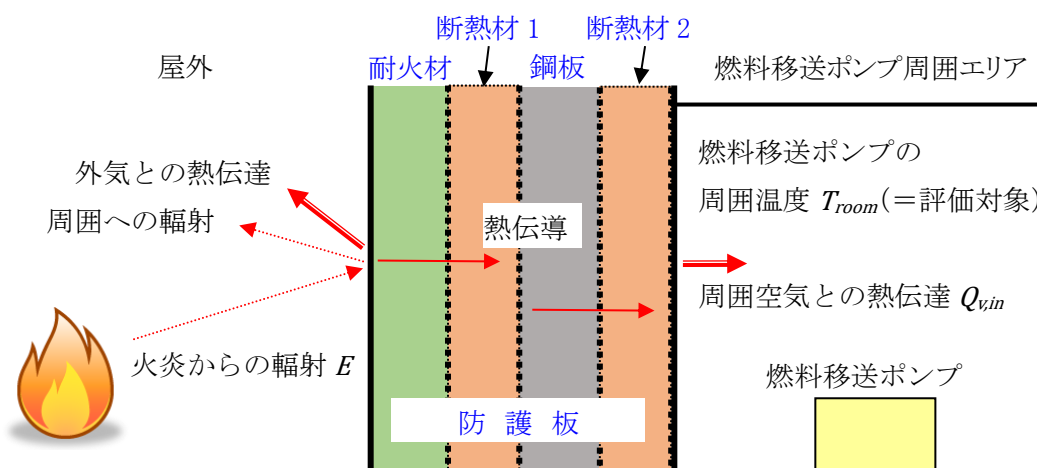 断熱材 1
断熱材 2
屋外
耐火材
鋼板
燃料移送ポンプ周囲エリア
外気との熱伝達
周囲への輻射
熱伝導
燃料移送ポンプの
周囲温度 Troom(＝評価対象)
周囲空気との熱伝達 Qv,in
火炎からの輻射 E
燃料移送ポンプ
防 護 板